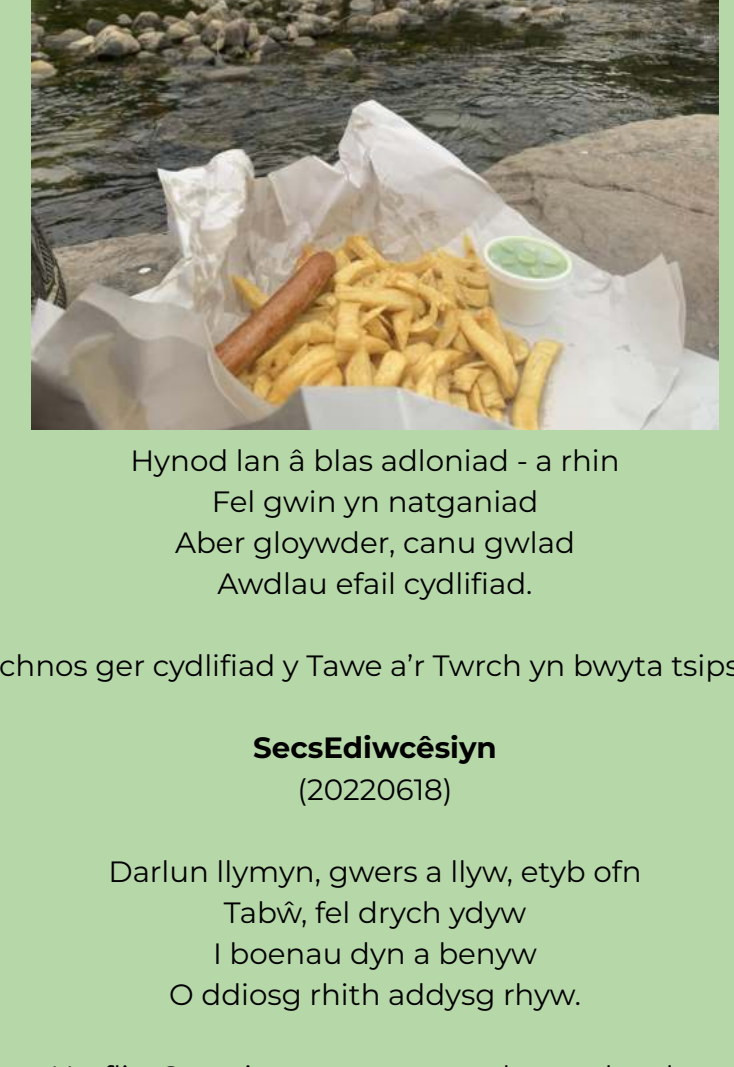 Hynod lan â blas adloniad - a rhin
Fel gwin yn natganiad
Aber gloywder, canu gwlad
Awdlau efail cydlifiad.
chnos ger cydlifiad y Tawe a’r Twrch yn bwyta tsips
SecsEdiwcêsiyn
(20220618)
Darlun llymyn, gwers a llyw, etyb ofn
Tabŵ, fel drych ydyw
I boenau dyn a benyw
O ddiosg rhith addysg rhyw.